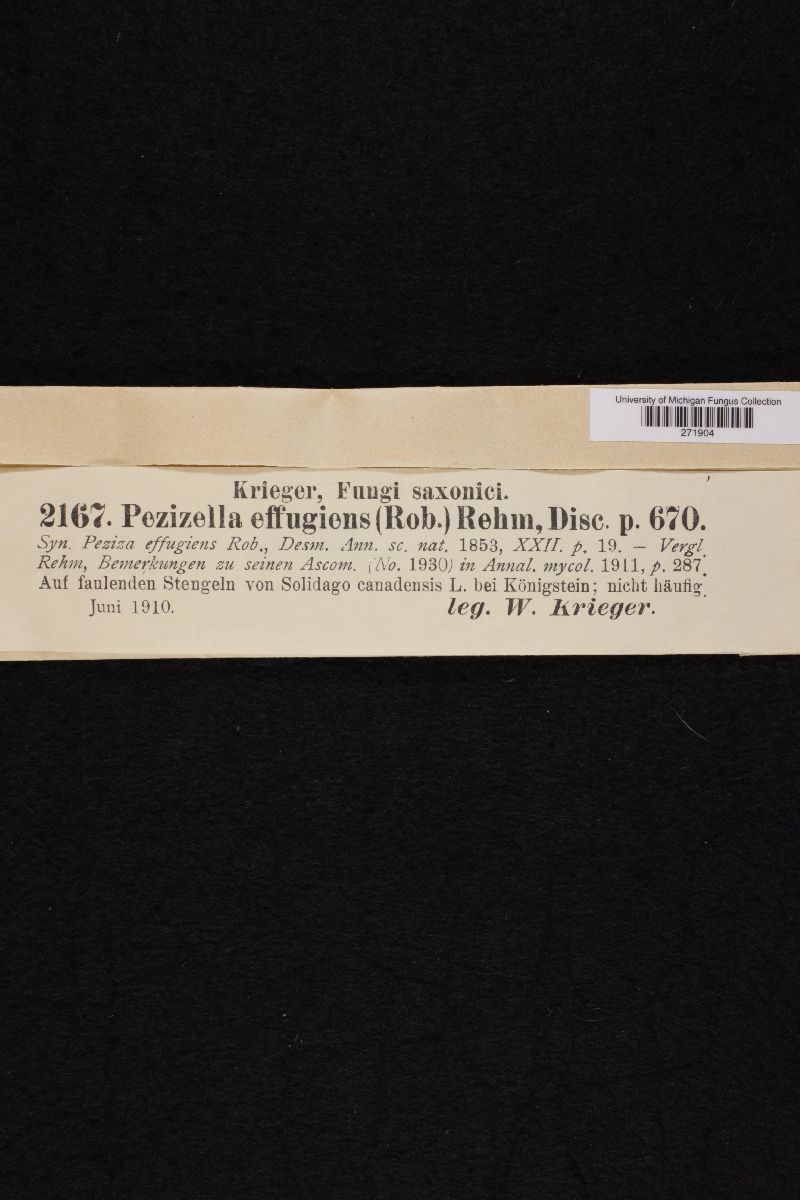 University of Michigan Fungus Collection
271904
Krieger, Fungi saxonici.
2167. Pezizella effugiens (Rob.) Rehm, Disc. p. 670.
Syn. Peziza effugiens Rob., Desm. Ann. sc. nat. 1853, XXII. p. 19. — Vergl.
Rehm, Bemerkungen zu seinen Ascom. (No. 1930) in Annal. mycol. 1911, p. 287.
Auf faulenden Stengeln von Solidago canadensis L. bei Königstein; nicht häufig.
Juni 1910. leg. W. Krieger.